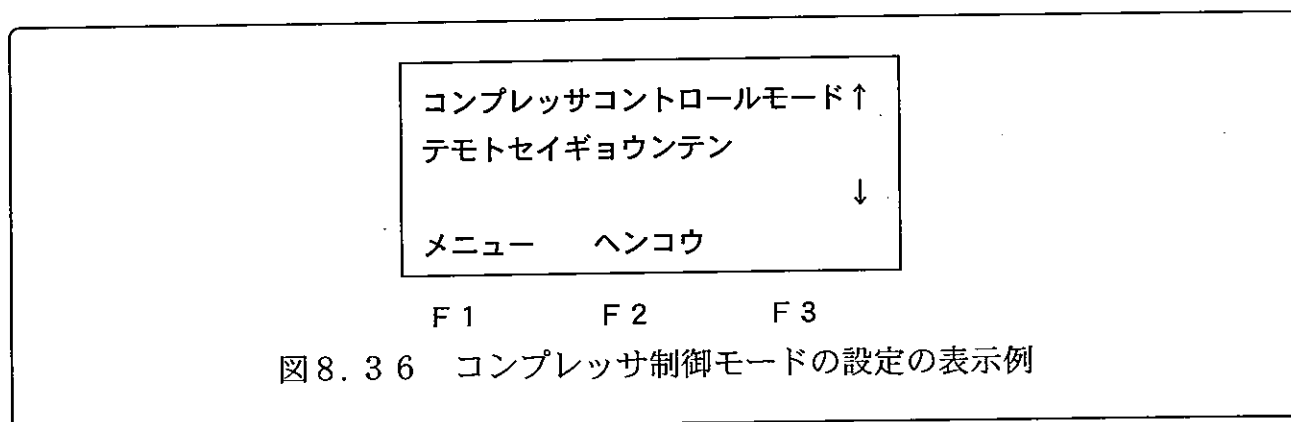 コンプレッサコントロールモード↑
テモトセイギョウンテン
↓
メニュー　　ヘンコウ
Ｆ１　　Ｆ２　　Ｆ３
図８.３６　コンプレッサ制御モードの設定の表示例